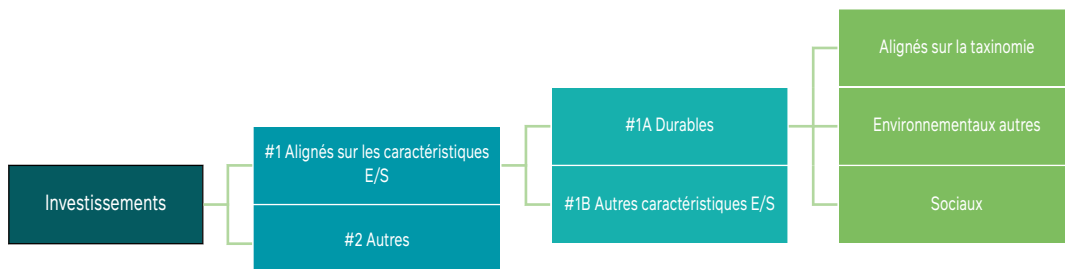 Investissements
#1 Alignés sur les caractéristiques
E/S
#2 Autres
#1A Durables
#1B Autres caractéristiques E/S
Alignés sur la taxinomie
Environnementaux autres
Sociaux